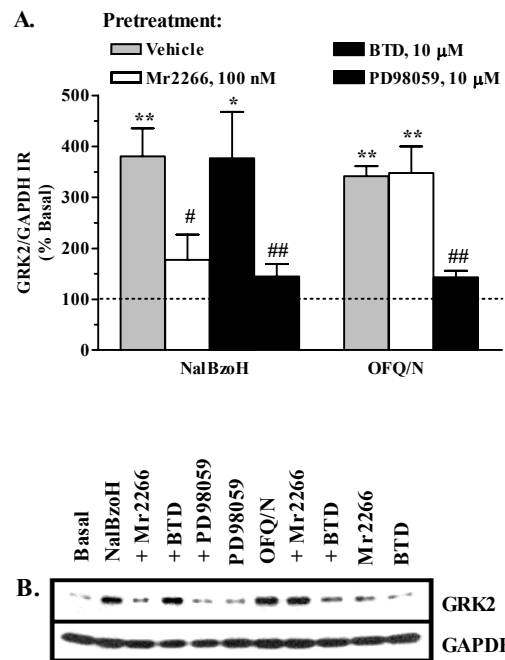 A. Pretreatment:
Vehicle BTD, 10 μM
Mr2266, 100 nM PD98059, 10 μM
GRK2/GAPDH IR
(% Basal)
500
400
300
200
100
0
** # * ## ** ** ##
NalBzoH OFQ/N
Basal
NalBzoH
+ Mr2266
+ BTD
+ PD98059
PD98059
OFQ/N
+ Mr2266
+ BTD
Mr2266
BTD
B.
GRK2
GAPDH